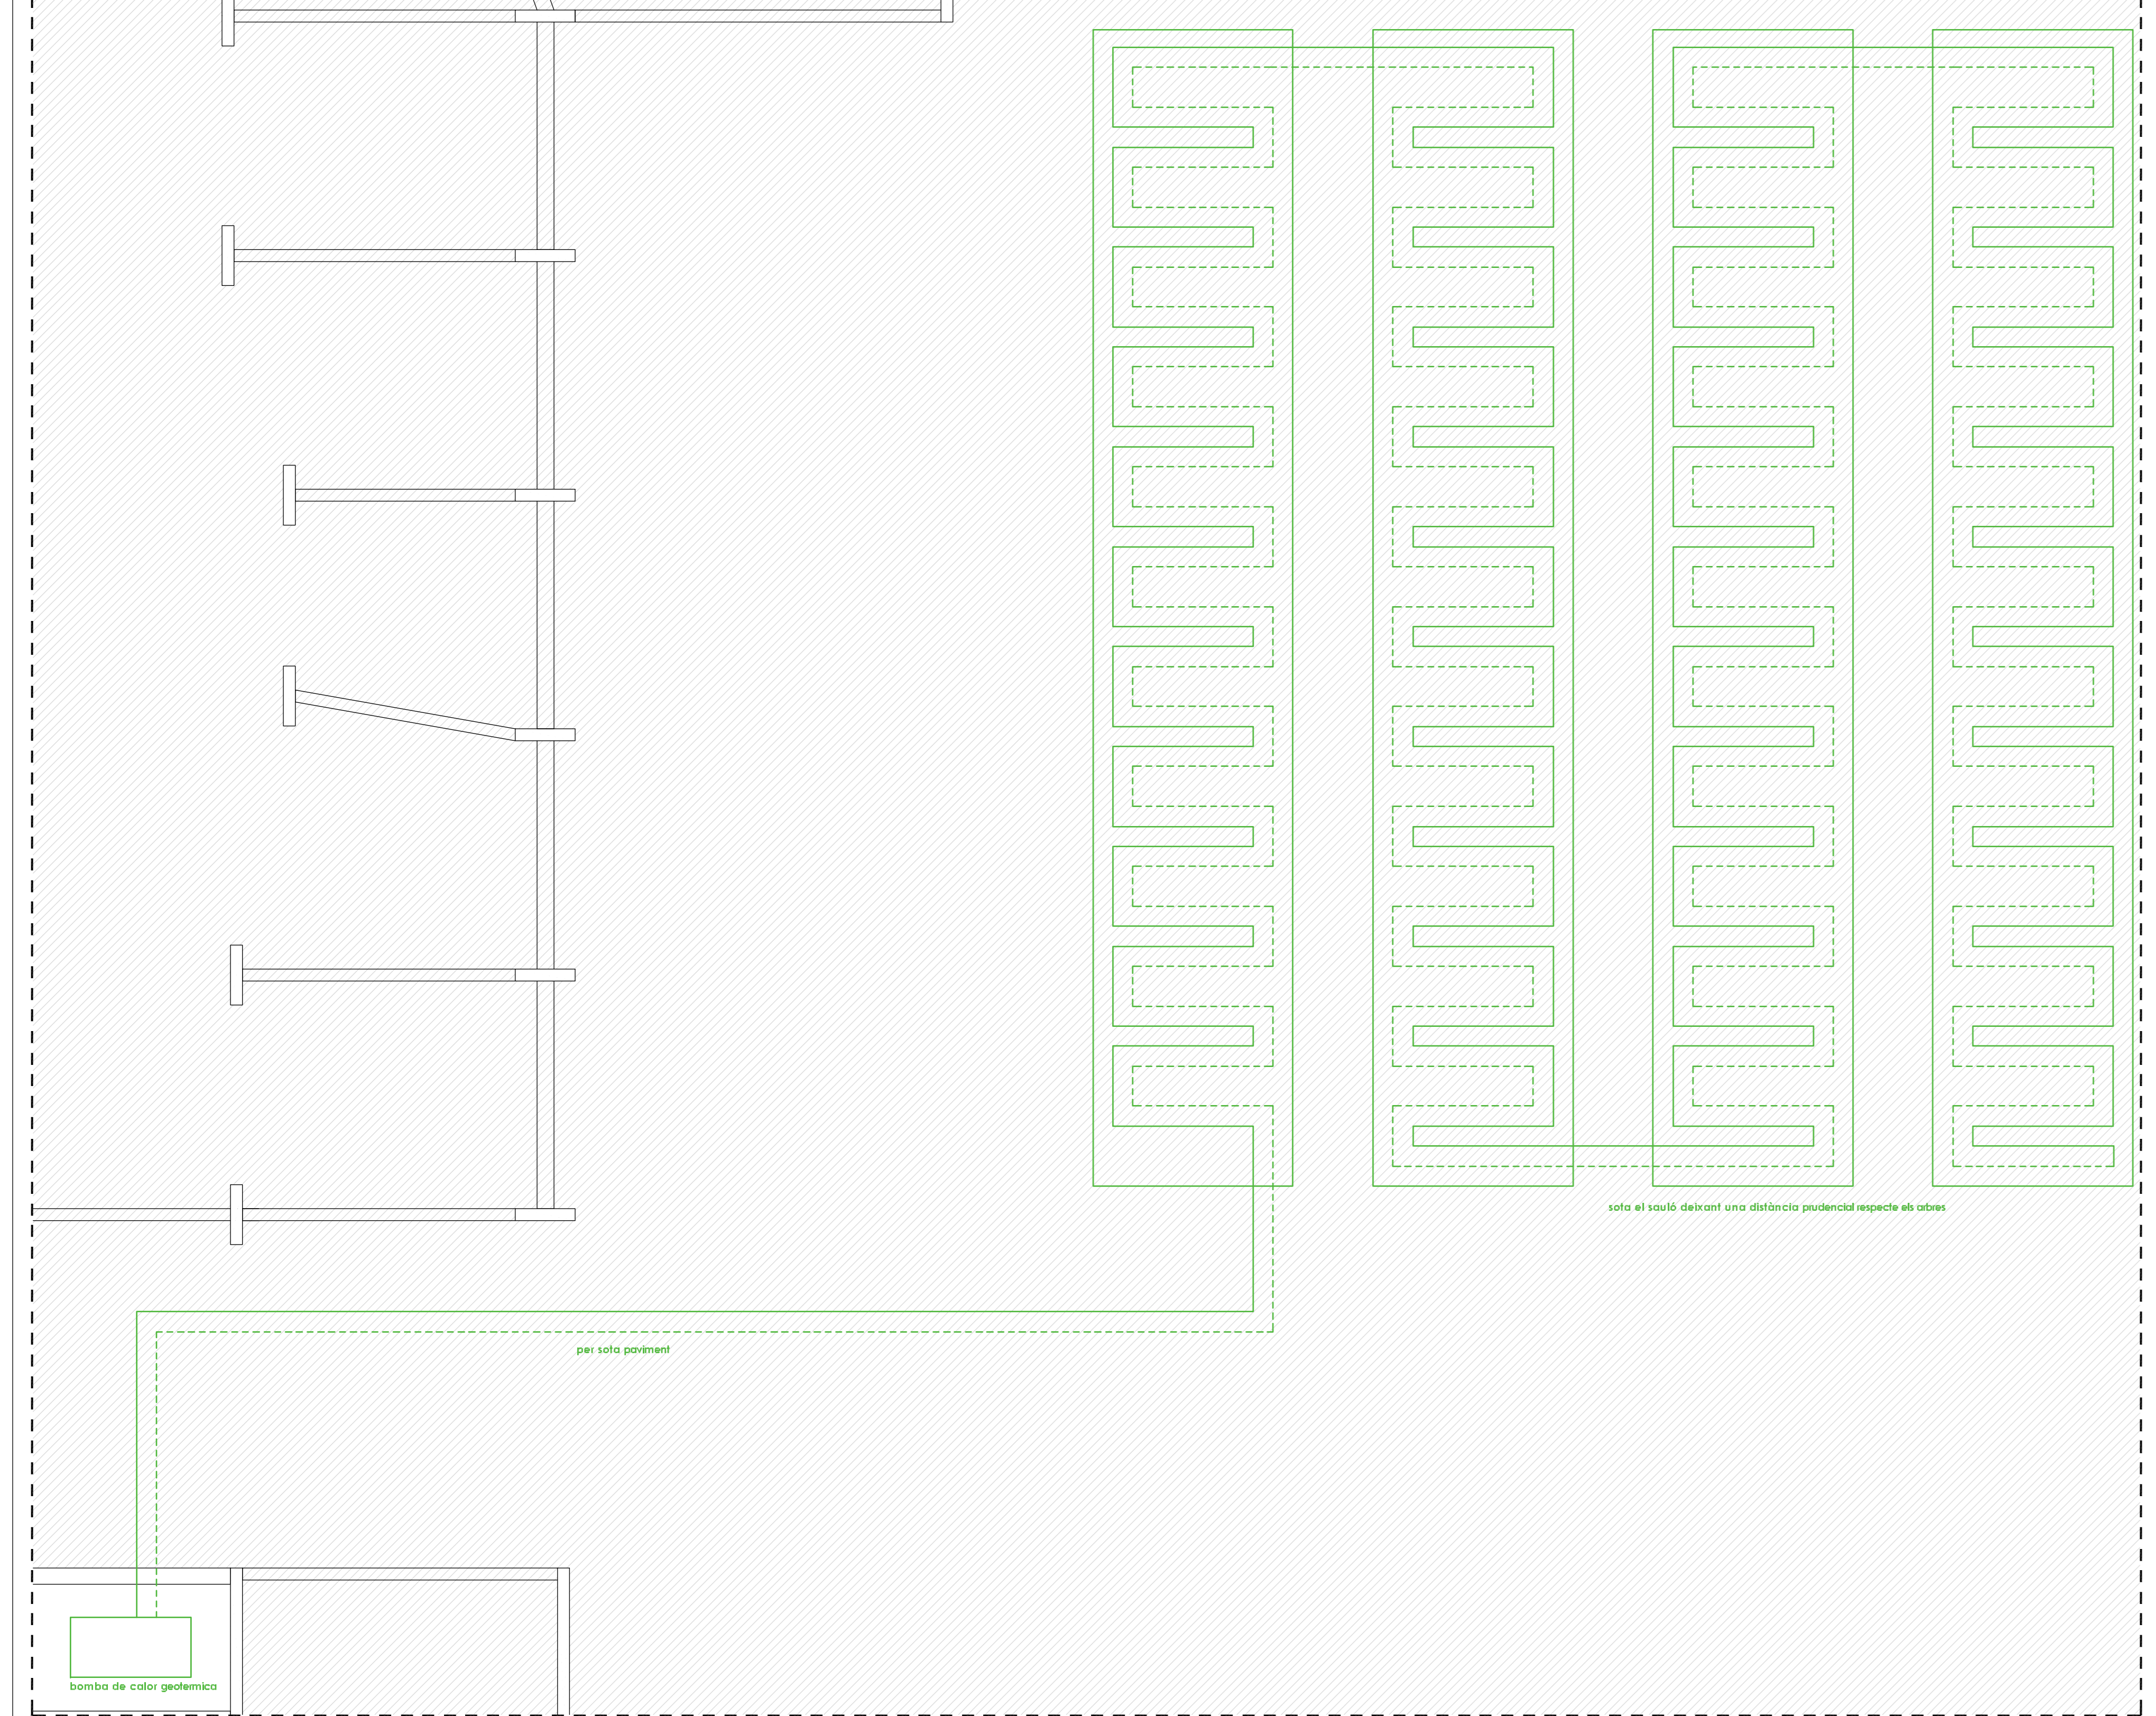 sota el sauló deixant una distància prudencial respecte els arbres
per sota paviment
bomba de calor geotermica